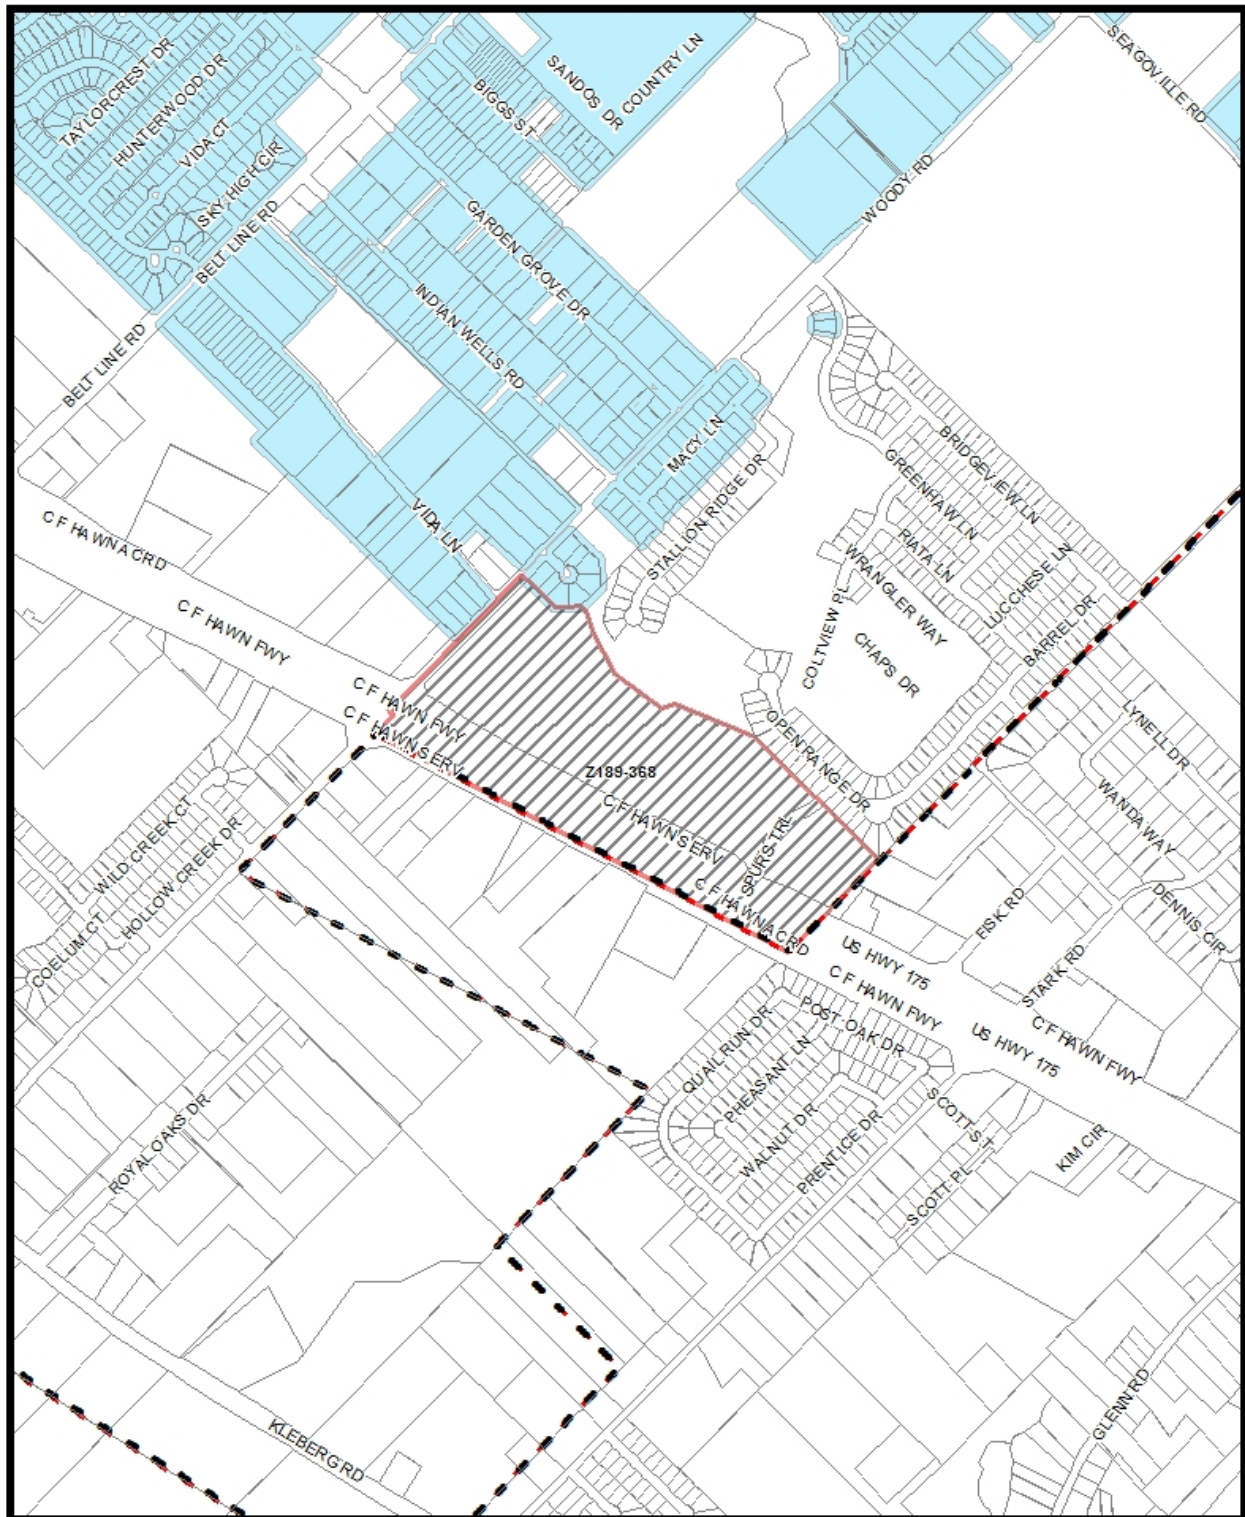 TAYLORCREST DR
HUNTERWOOD DR
VIDA CT
SKY HIGH CIR
BELT LINE RD
BELT LINE RD
BIGGS ST
SANDOS DR
COUNTRY LN
SEAGOVILLE RD
WOODY RD
GARDEN GROVE DR
INDIAN WELLS RD
MACY LN
STALLION RIDGE DR
VIDA LN
BRIDGEVIEW LN
GREENHAW LN
RIATA LN
WRANGLER WAY
LUCCHESE LN
BARREL DR
COLTVIEW PL
CHAPS DR
OPEN RANGE DR
LYNELL DR
WANDA WAY
DENNIS CIR
C F HAWN ACRD
C F HAWN FWY
C F HAWN FWY
C F HAWN SERV
Z189-368
C F HAWN SERV
SPURS TRL
C F HAWN ACRD
WILD CREEK CT
HOLLOW CREEK DR
COELUM CT
FISK RD
STARK RD
US HWY 175
C F HAWN FWY
US HWY 175
C F HAWN FWY
QUAIL RUN DR
POST OAK DR
PHEASANT LN
WALNUT DR
PRENTICE DR
SCOTT ST
SCOTT PL
KIM CIR
ROYAL OAKS DR
KLEBERG RD
GLENN RD